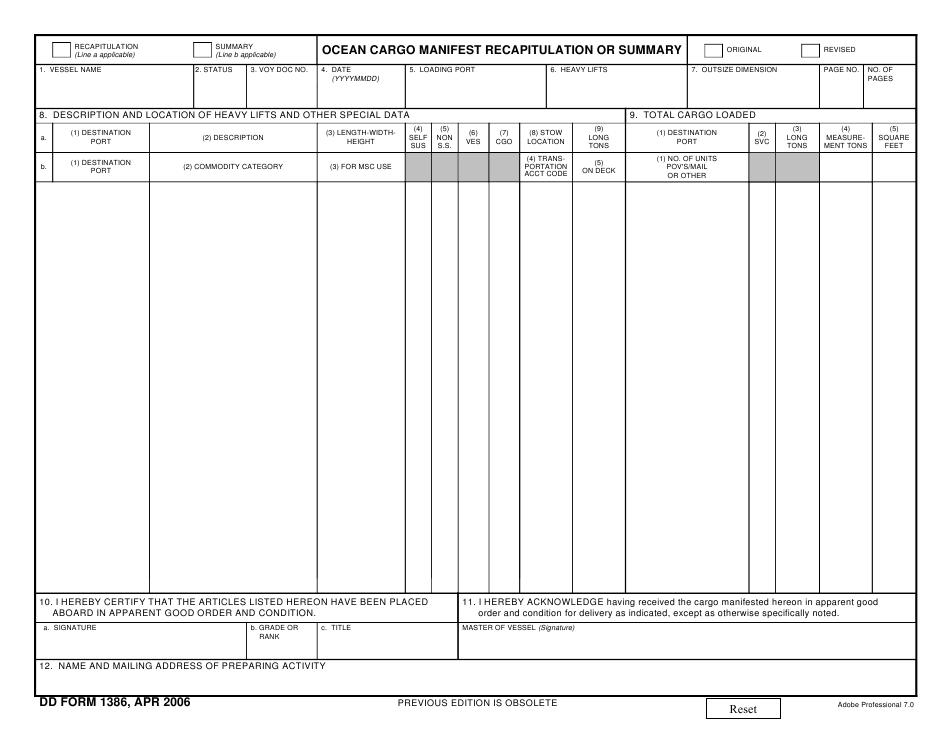 RECAPITULATION
(Line a applicable)
SUMMARY
(Line b applicable)
OCEAN CARGO MANIFEST RECAPITULATION OR SUMMARY
ORIGINAL
REVISED
1. VESSEL NAME
2. STATUS
3. VOY DOC NO.
4. DATE
(YYYYMMDD)
5. LOADING PORT
6. HEAVY LIFTS
7. OUTSIZE DIMENSION
PAGE NO.
NO. OF
PAGES
8. DESCRIPTION AND LOCATION OF HEAVY LIFTS AND OTHER SPECIAL DATA
9. TOTAL CARGO LOADED
a.
(1) DESTINATION
PORT
(2) DESCRIPTION
(3) LENGTH-WIDTH-
HEIGHT
(4)
SELF
SUS
(5)
NON
S.S.
(6)
VES
(7)
CGO
(8) STOW
LOCATION
(9)
LONG
TONS
(1) DESTINATION
PORT
(2)
SVC
(3)
LONG
TONS
(4)
MEASURE-
MENT TONS
(5)
SQUARE
FEET
b.
(1) DESTINATION
PORT
(2) COMMODITY CATEGORY
(3) FOR MSC USE
(4) TRANS-
PORTATION
ACCT CODE
(5)
ON DECK
(1) NO. OF UNITS
POV'S/MAIL
OR OTHER
10. I HEREBY CERTIFY THAT THE ARTICLES LISTED HEREON HAVE BEEN PLACED
ABOARD IN APPARENT GOOD ORDER AND CONDITION.
11. I HEREBY ACKNOWLEDGE having received the cargo manifested hereon in apparent good
order and condition for delivery as indicated, except as otherwise specifically noted.
a. SIGNATURE
b. GRADE OR
RANK
c. TITLE
MASTER OF VESSEL (Signature)
12. NAME AND MAILING ADDRESS OF PREPARING ACTIVITY
DD FORM 1386, APR 2006
PREVIOUS EDITION IS OBSOLETE
Reset
Adobe Professional 7.0